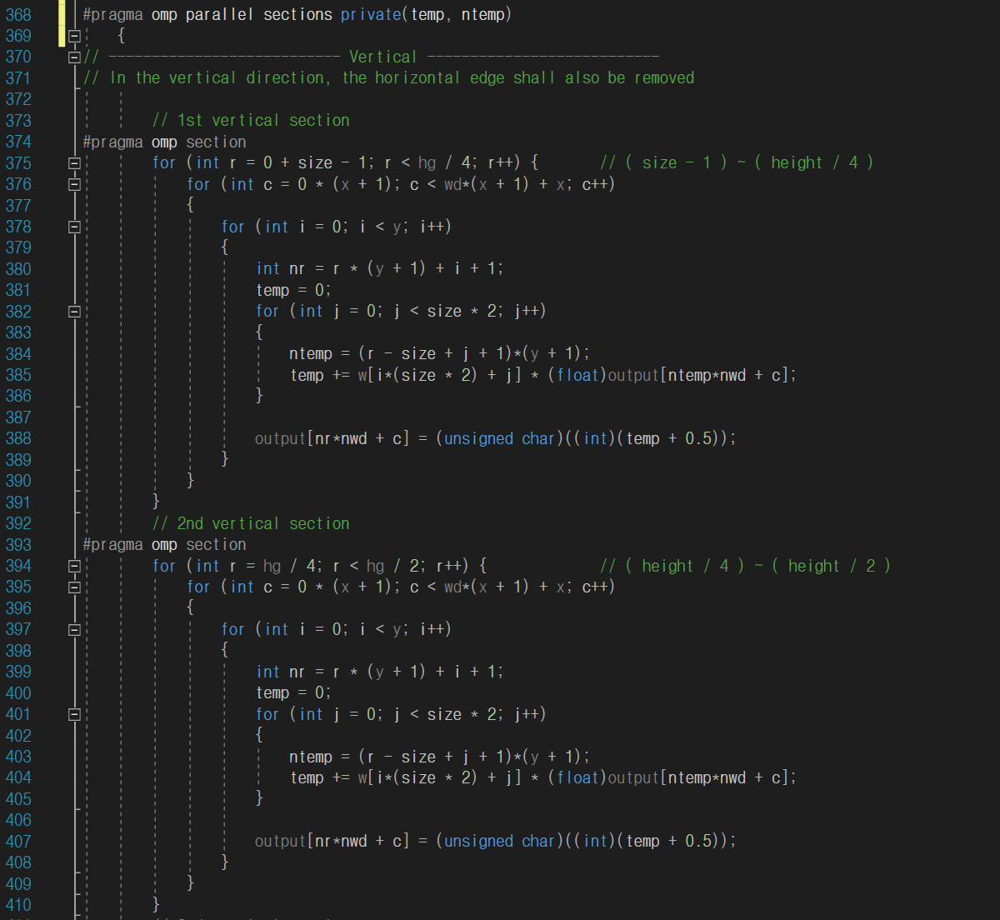 368 #pragma omp parallel sections private(temp, ntemp)
369 {
370 // --------------------------- Vertical ---------------------------
371 // In the vertical direction, the horizontal edge shall also be removed
372
373 // 1st vertical section
374 #pragma omp section
375 for (int r = 0 + size - 1; r < hg / 4; r++) { // ( size - 1 ) ~ ( height / 4 )
376 for (int c = 0 * (x + 1); c < wd*(x + 1) + x; c++)
377 {
378 for (int i = 0; i < y; i++)
379 {
380 int nr = r * (y + 1) + i + 1;
381 temp = 0;
382 for (int j = 0; j < size * 2; j++)
383 {
384 ntemp = (r - size + j + 1)*(y + 1);
385 temp += w[i*(size * 2) + j] * (float)output[ntemp*nwd + c];
386 }
387
388 output[nr*nwd + c] = (unsigned char)((int)(temp + 0.5));
389 }
390 }
391 }
392 // 2nd vertical section
393 #pragma omp section
394 for (int r = hg / 4; r < hg / 2; r++) { // ( height / 4 ) ~ ( height / 2 )
395 for (int c = 0 * (x + 1); c < wd*(x + 1) + x; c++)
396 {
397 for (int i = 0; i < y; i++)
398 {
399 int nr = r * (y + 1) + i + 1;
400 temp = 0;
401 for (int j = 0; j < size * 2; j++)
402 {
403 ntemp = (r - size + j + 1)*(y + 1);
404 temp += w[i*(size * 2) + j] * (float)output[ntemp*nwd + c];
405 }
406
407 output[nr*nwd + c] = (unsigned char)((int)(temp + 0.5));
408 }
409 }
410 }